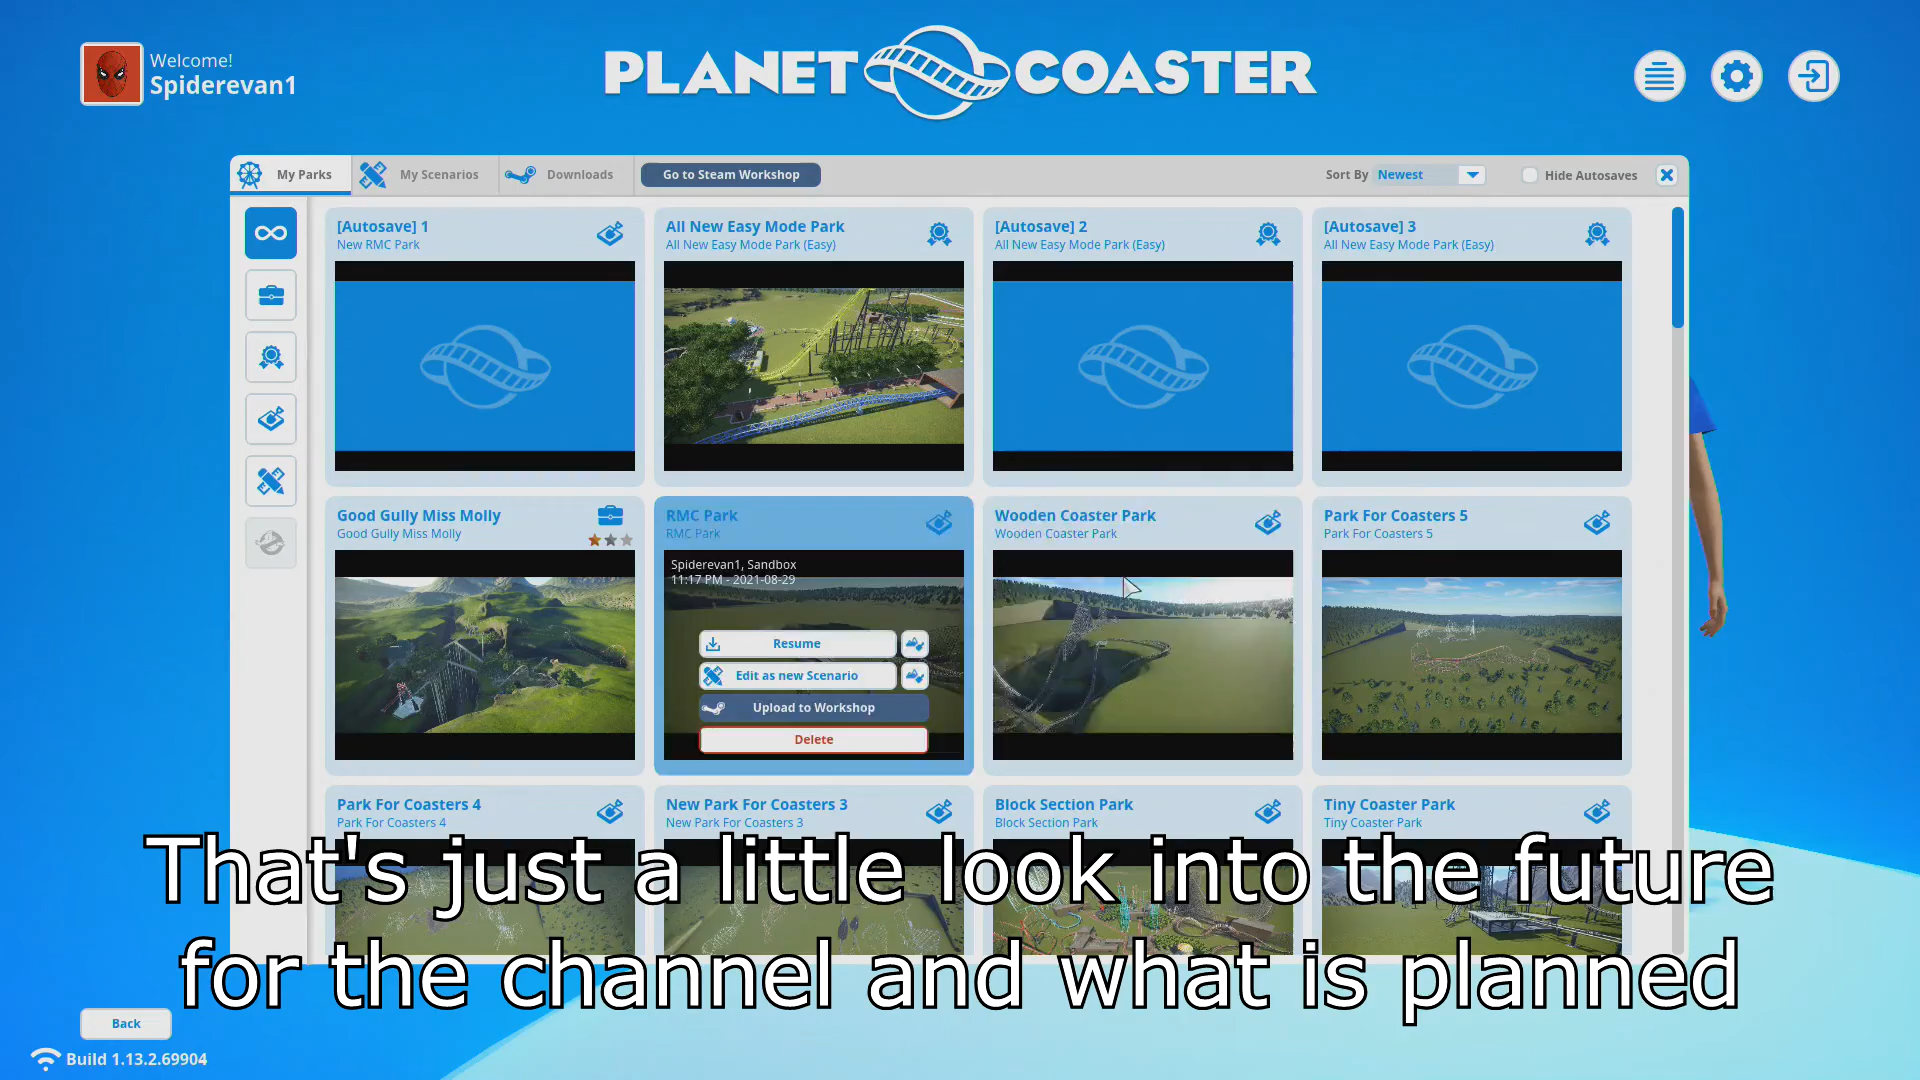 Welcome!
Spiderevan1
PLANET COASTER
My Parks
My Scenarios
Downloads
Go to Steam Workshop
Sort By Newest
Hide Autosaves
[Autosave] 1
New RMC Park
All New Easy Mode Park
All New Easy Mode Park (Easy)
[Autosave] 2
All New Easy Mode Park (Easy)
[Autosave] 3
All New Easy Mode Park (Easy)
Good Gully Miss Molly
Good Gully Miss Molly
RMC Park
RMC Park
Spiderevan1, Sandbox
11:17 PM - 2021-08-29
Resume
Edit as new Scenario
Upload to Workshop
Delete
Wooden Coaster Park
Wooden Coaster Park
Park For Coasters 5
Park For Coasters 5
Park For Coasters 4
Park For Coasters 4
New Park For Coasters 3
New Park For Coasters 3
Block Section Park
Block Section Park
Tiny Coaster Park
Tiny Coaster Park
That's just a little look into the future
for the channel and what is planned
Back
Build 1.13.2.69904